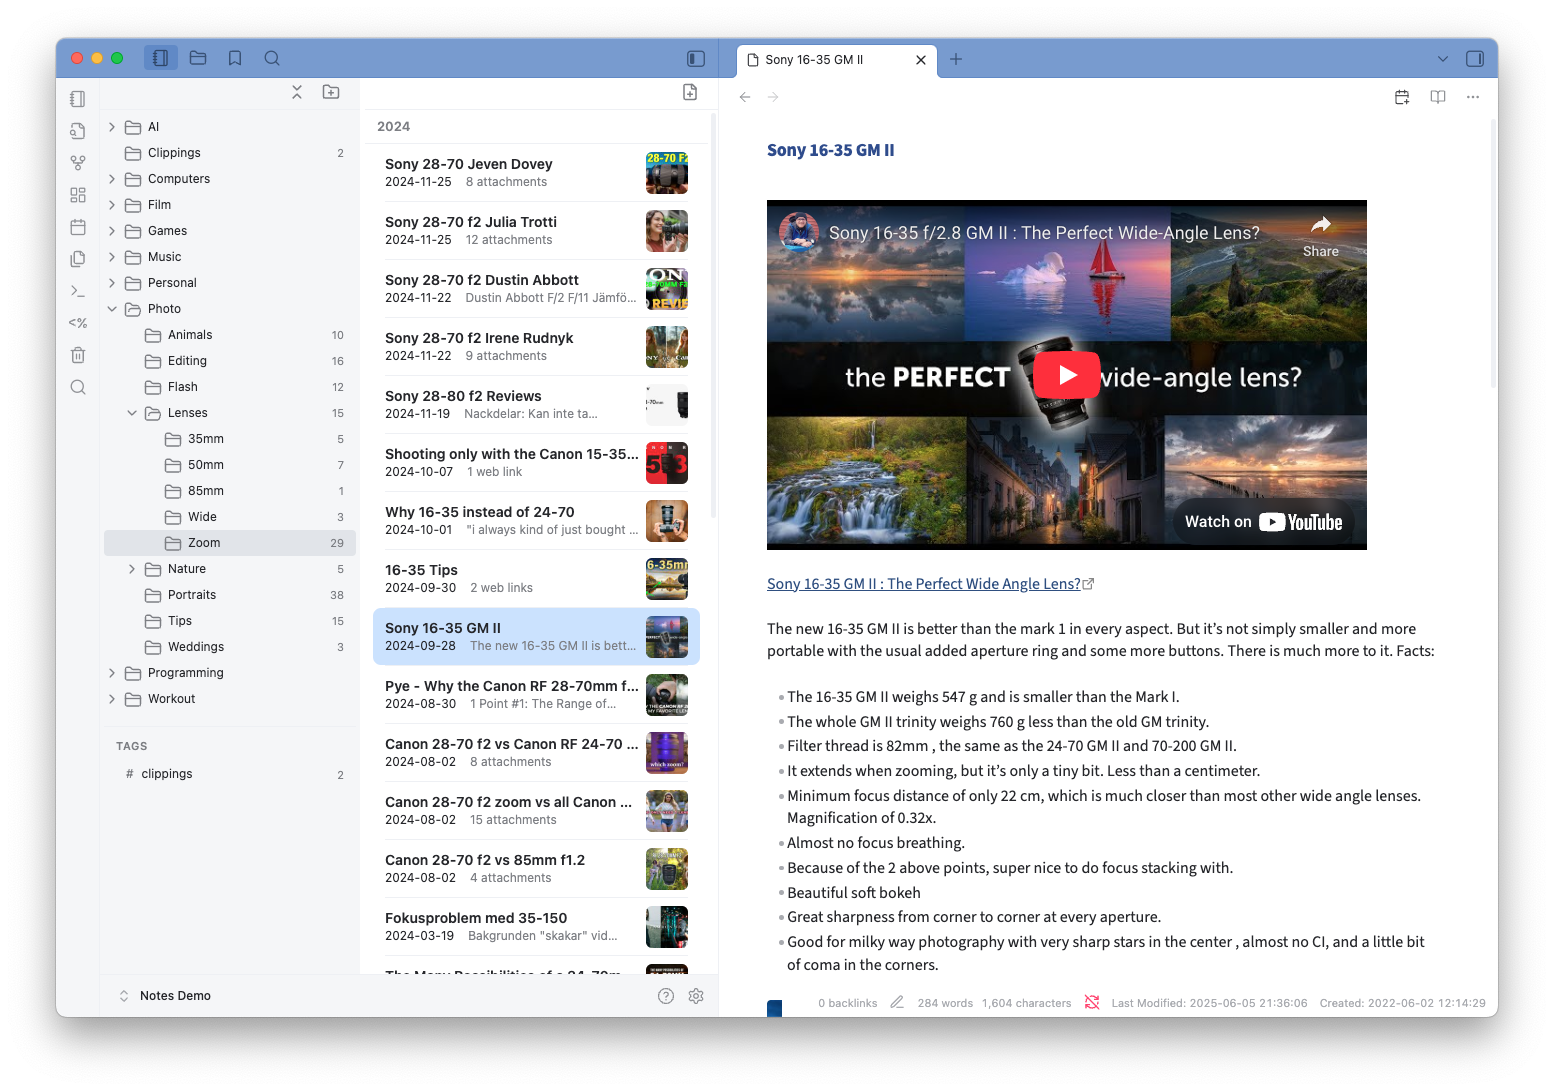 Sony 16-35 GM II
AI
Clippings 2
Computers
Film
Games
Music
Personal
Photo
Animals 10
Editing 16
Flash 12
Lenses 15
35mm 5
50mm 7
85mm 1
Wide 3
Zoom 29
Nature 5
Portraits 38
Tips 15
Weddings 3
Programming
Workout
TAGS
# clippings 2
Notes Demo
2024
Sony 28-70 Jeven Dovey
2024-11-25 8 attachments
Sony 28-70 f2 Julia Trotti
2024-11-25 12 attachments
Sony 28-70 f2 Dustin Abbott
2024-11-22 Dustin Abbott F/2 F/11 Jämfö...
Sony 28-70 f2 Irene Rudnyk
2024-11-22 9 attachments
Sony 28-80 f2 Reviews
2024-11-19 Nackdelar: Kan inte ta...
Shooting only with the Canon 15-35...
2024-10-07 1 web link
Why 16-35 instead of 24-70
2024-10-01 "i always kind of just bought ...
16-35 Tips
2024-09-30 2 web links
Sony 16-35 GM II
2024-09-28 The new 16-35 GM II is bett...
Pye - Why the Canon RF 28-70mm f...
2024-08-30 1 Point #1: The Range of...
Canon 28-70 f2 vs Canon RF 24-70 ...
2024-08-02 8 attachments
Canon 28-70 f2 zoom vs all Canon ...
2024-08-02 15 attachments
Canon 28-70 f2 vs 85mm f1.2
2024-08-02 4 attachments
Fokusproblem med 35-150
2024-03-19 Bakgrunden "skakar" vid...
Sony 16-35 GM II
Sony 16-35 f/2.8 GM II : The Perfect Wide-Angle Lens?
Share
the PERFECT wide-angle lens?
Watch on YouTube
Sony 16-35 GM II : The Perfect Wide Angle Lens?
The new 16-35 GM II is better than the mark 1 in every aspect. But it’s not simply smaller and more
portable with the usual added aperture ring and some more buttons. There is much more to it. Facts:
The 16-35 GM II weighs 547 g and is smaller than the Mark I.
The whole GM II trinity weighs 760 g less than the old GM trinity.
Filter thread is 82mm , the same as the 24-70 GM II and 70-200 GM II.
It extends when zooming, but it’s only a tiny bit. Less than a centimeter.
Minimum focus distance of only 22 cm, which is much closer than most other wide angle lenses.
Magnification of 0.32x.
Almost no focus breathing.
Because of the 2 above points, super nice to do focus stacking with.
Beautiful soft bokeh
Great sharpness from corner to corner at every aperture.
Good for milky way photography with very sharp stars in the center , almost no CI, and a little bit
of coma in the corners.
0 backlinks 284 words 1,604 characters Last Modified: 2025-06-05 21:36:06 Created: 2022-06-02 12:14:29